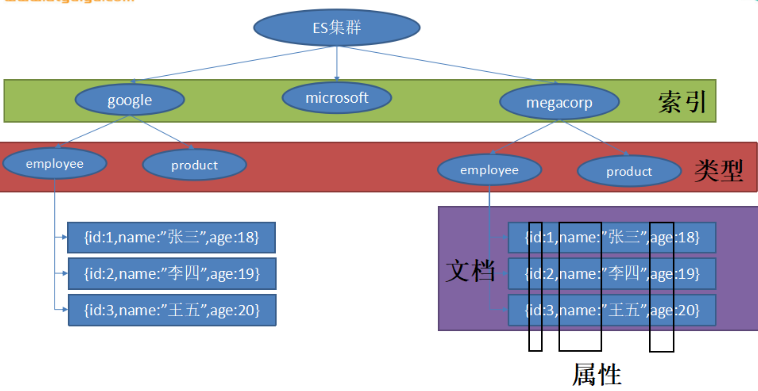 ES集群
google
microsoft
megacorp
索引
employee
product
employee
product
类型
{id:1,name:”张三”,age:18}
{id:2,name:”李四”,age:19}
{id:3,name:”王五”,age:20}
文档
{id:1,name:”张三”,age:18}
{id:2,name:”李四”,age:19}
{id:3,name:”王五”,age:20}
属性